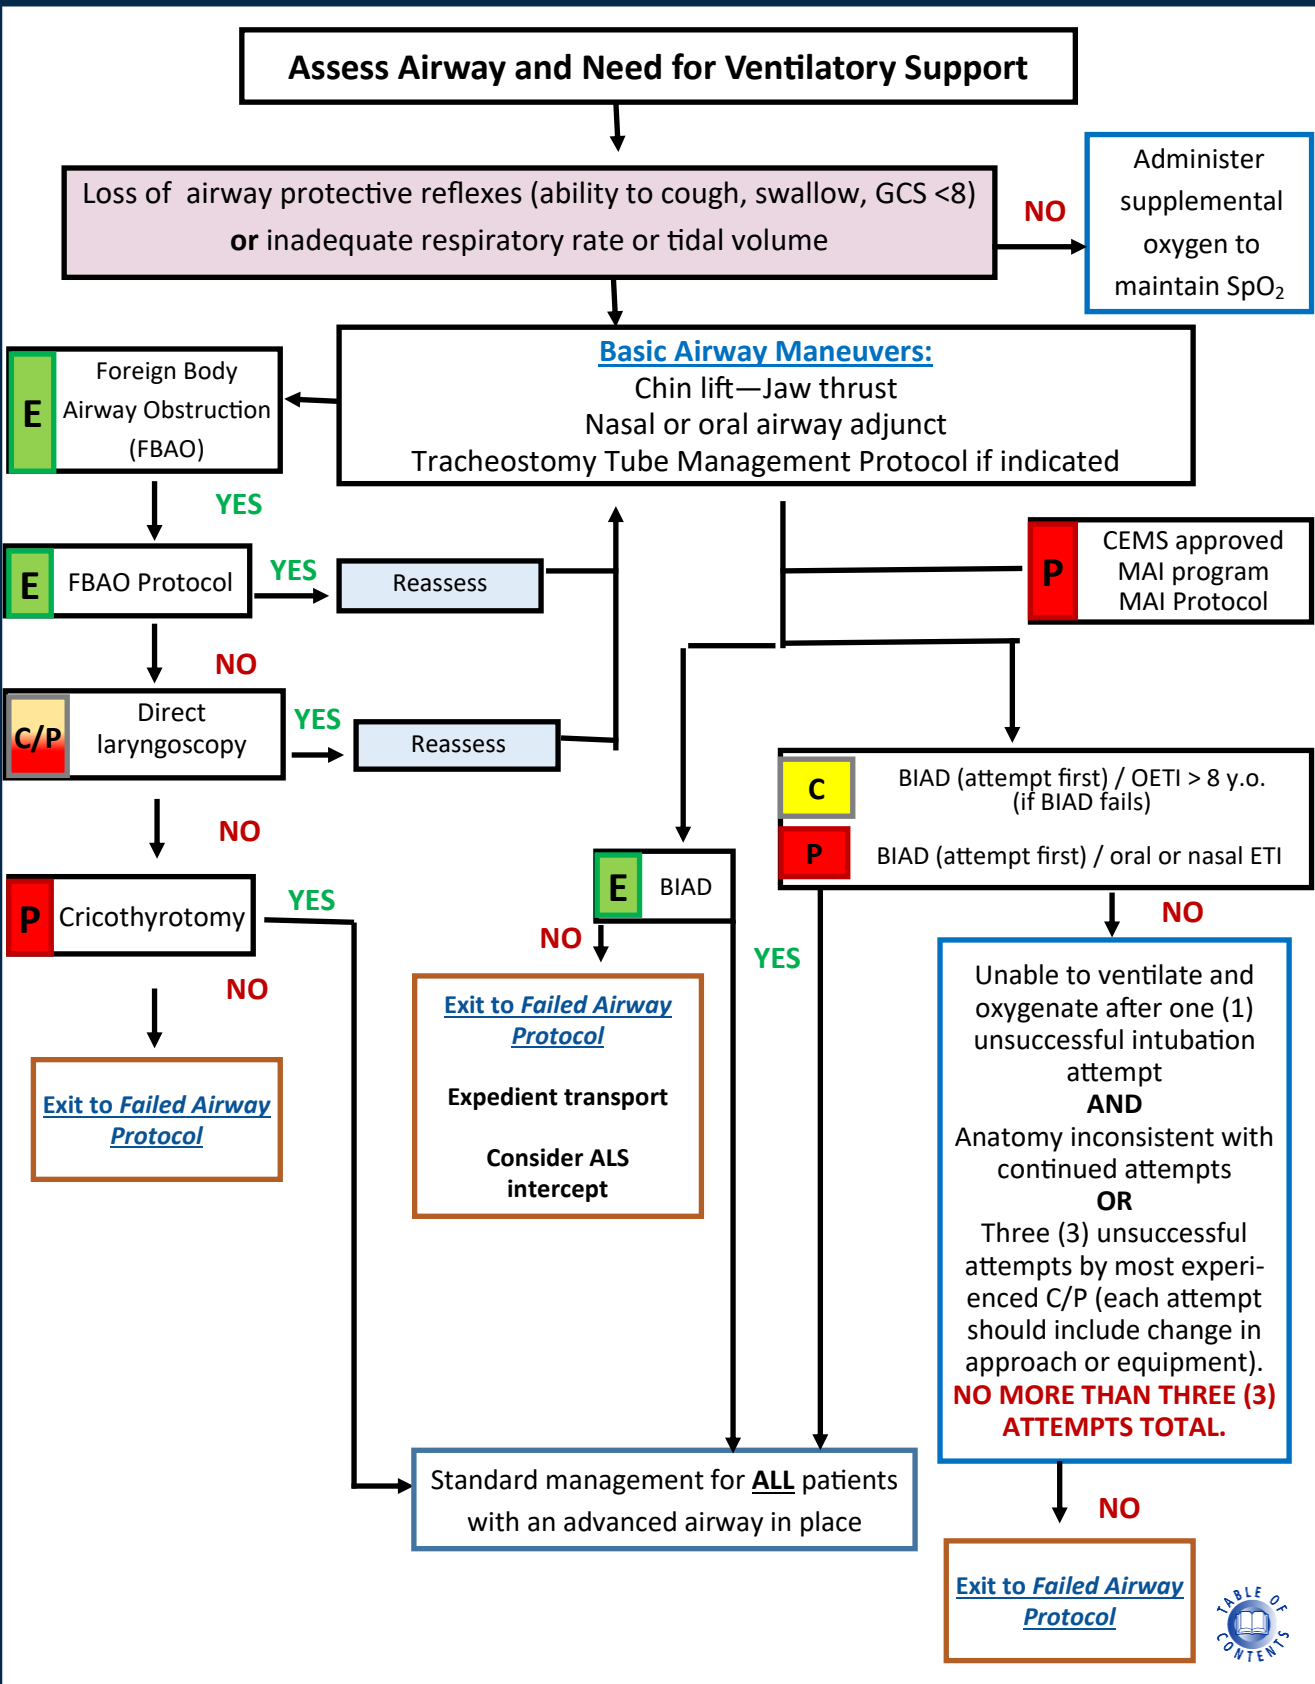 Assess Airway and Need for Ventilatory Support
Loss of airway protective reflexes (ability to cough, swallow, GCS <8)
or inadequate respiratory rate or tidal volume
NO
Administer
supplemental
oxygen to
maintain SpO₂
Basic Airway Maneuvers:
Chin lift—Jaw thrust
Nasal or oral airway adjunct
Tracheostomy Tube Management Protocol if indicated
E
Foreign Body
Airway Obstruction
(FBAO)
YES
E
FBAO Protocol
YES
Reassess
P
CEMS approved
MAI program
MAI Protocol
NO
C/P
Direct
laryngoscopy
YES
Reassess
NO
P
Cricothyrotomy
YES
NO
Exit to Failed Airway
Protocol
E
BIAD
NO
YES
Exit to Failed Airway
Protocol
Expedient transport
Consider ALS
intercept
C
BIAD (attempt first) / OETI > 8 y.o.
(if BIAD fails)
P
BIAD (attempt first) / oral or nasal ETI
NO
Unable to ventilate and
oxygenate after one (1)
unsuccessful intubation
attempt
AND
Anatomy inconsistent with
continued attempts
OR
Three (3) unsuccessful
attempts by most experi-
enced C/P (each attempt
should include change in
approach or equipment).
NO MORE THAN THREE (3)
ATTEMPTS TOTAL.
Standard management for ALL patients
with an advanced airway in place
NO
Exit to Failed Airway
Protocol
TABLE OF
CONTENTS